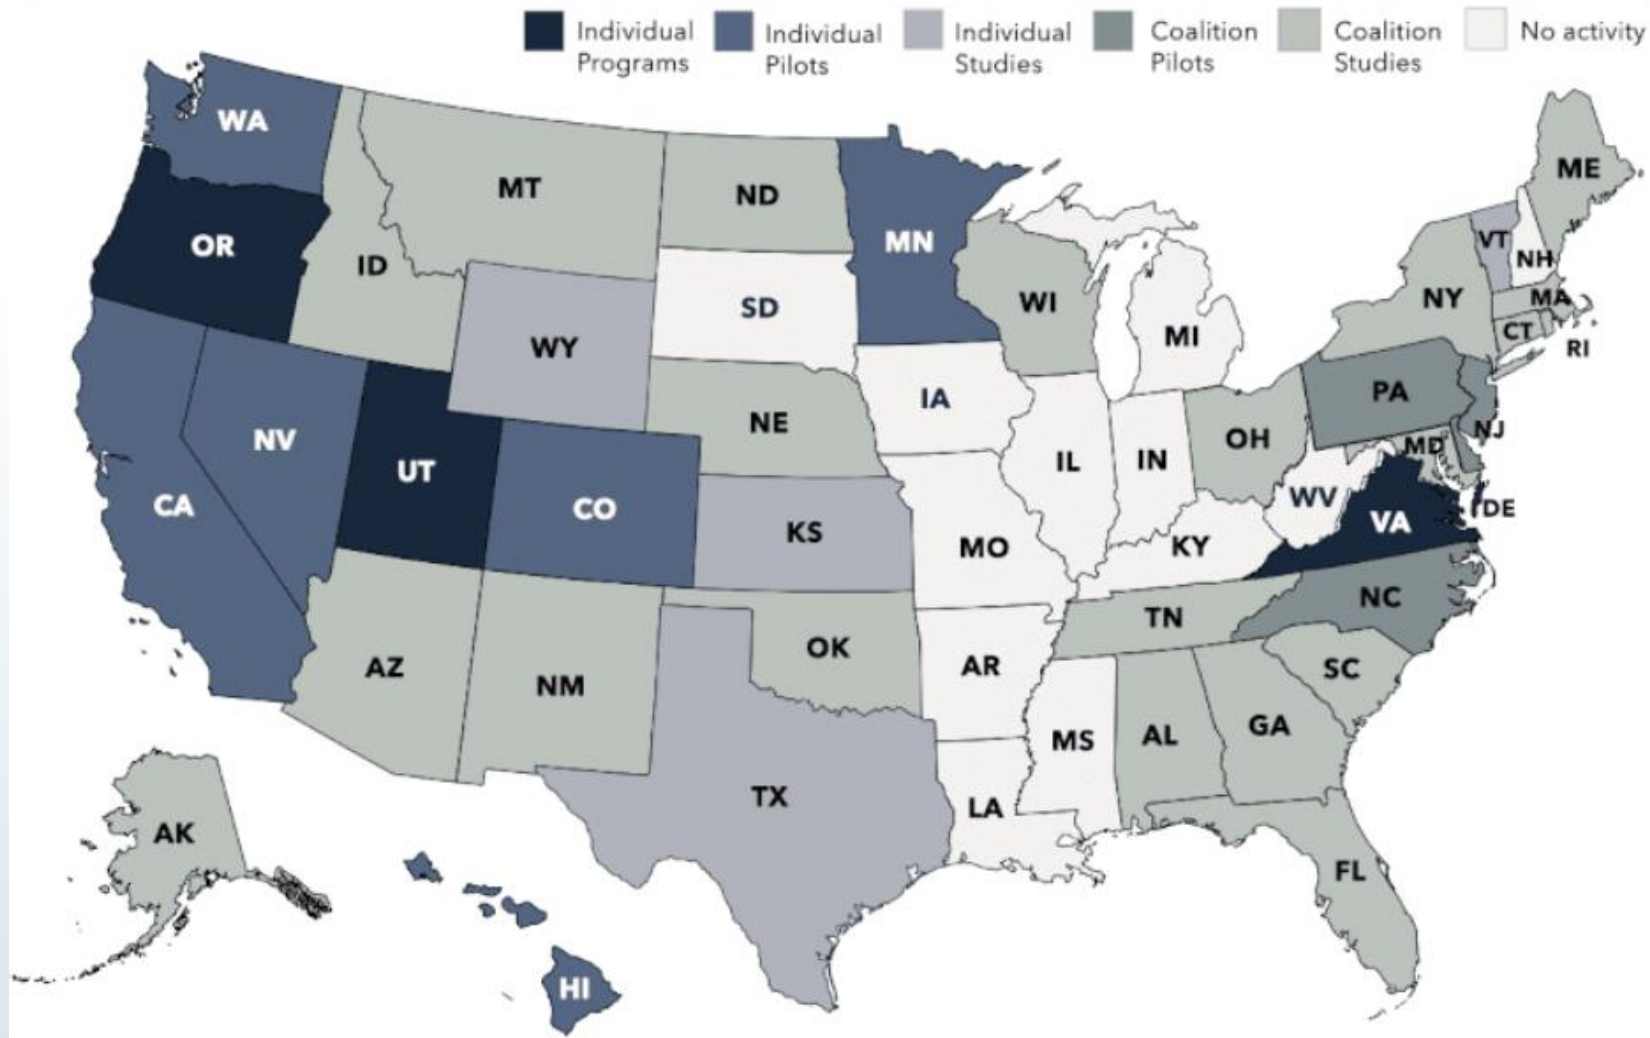 Individual Programs
Individual Pilots
Individual Studies
Coalition Pilots
Coalition Studies
No activity
WA
OR
CA
NV
ID
MT
WY
UT
CO
AZ
NM
ND
SD
NE
KS
OK
TX
MN
IA
MO
AR
LA
WI
IL
MI
IN
OH
KY
TN
MS
AL
GA
FL
SC
NC
VA
WV
PA
NY
VT
NH
ME
MA
CT
RI
NJ
MD
DE
AK
HI